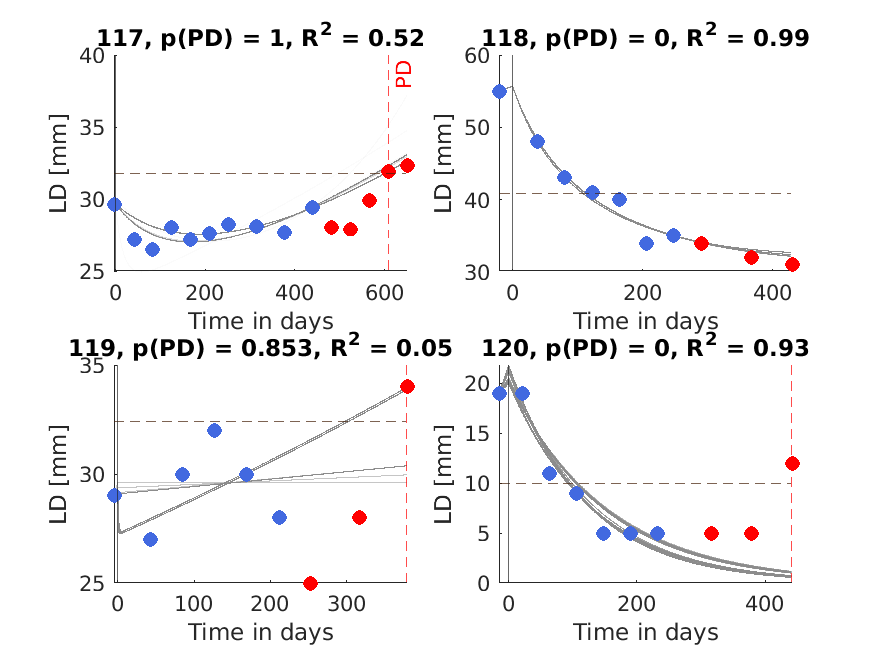 117, p(PD) = 1, R² = 0.52
LD [mm]
40
35
30
25
PD
0 200 400 600
Time in days
118, p(PD) = 0, R² = 0.99
LD [mm]
60
50
40
30
0 200 400
Time in days
119, p(PD) = 0.853, R² = 0.05
LD [mm]
35
30
25
0 100 200 300
Time in days
120, p(PD) = 0, R² = 0.93
LD [mm]
20
15
10
5
0
0 200 400
Time in days